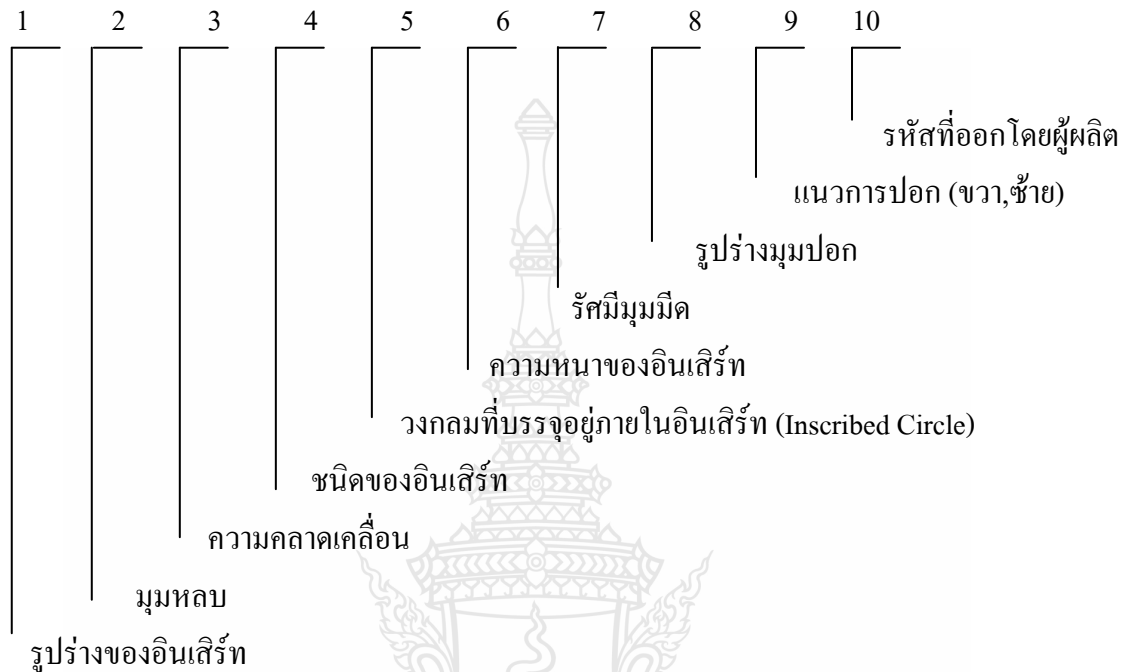 1 2 3 4 5 6 7 8 9 10
รหัสที่ออกโดยผู้ผลิต
แนวการปอก (ขวา,ซ้าย)
รูปร่างมุมปอก
รัศมีมุมมีด
ความหนาของอินเสิร์ท
วงกลมที่บรรจุอยู่ภายในอินเสิร์ท (Inscribed Circle)
ชนิดของอินเสิร์ท
ความคลาดเคลื่อน
มุมหลบ
รูปร่างของอินเสิร์ท